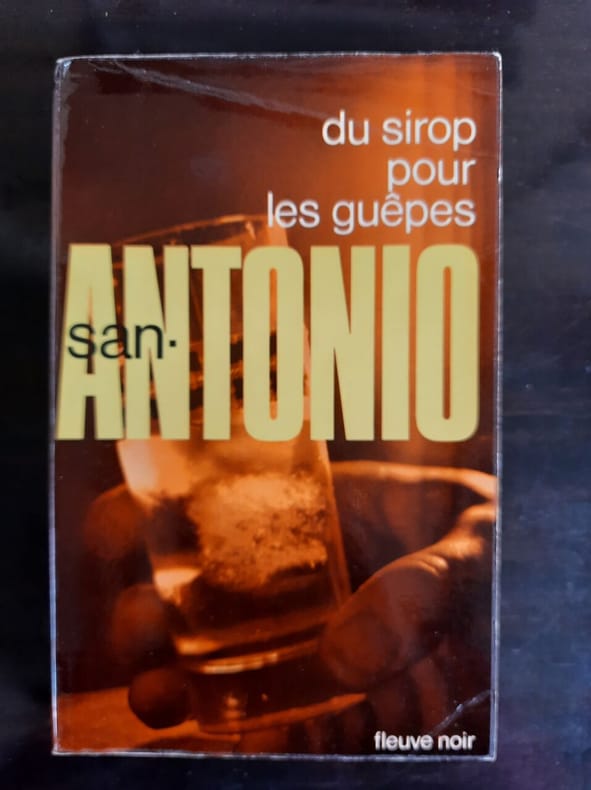 du sirop
pour
les guêpes
san-
ANTONIO
fleuve noir